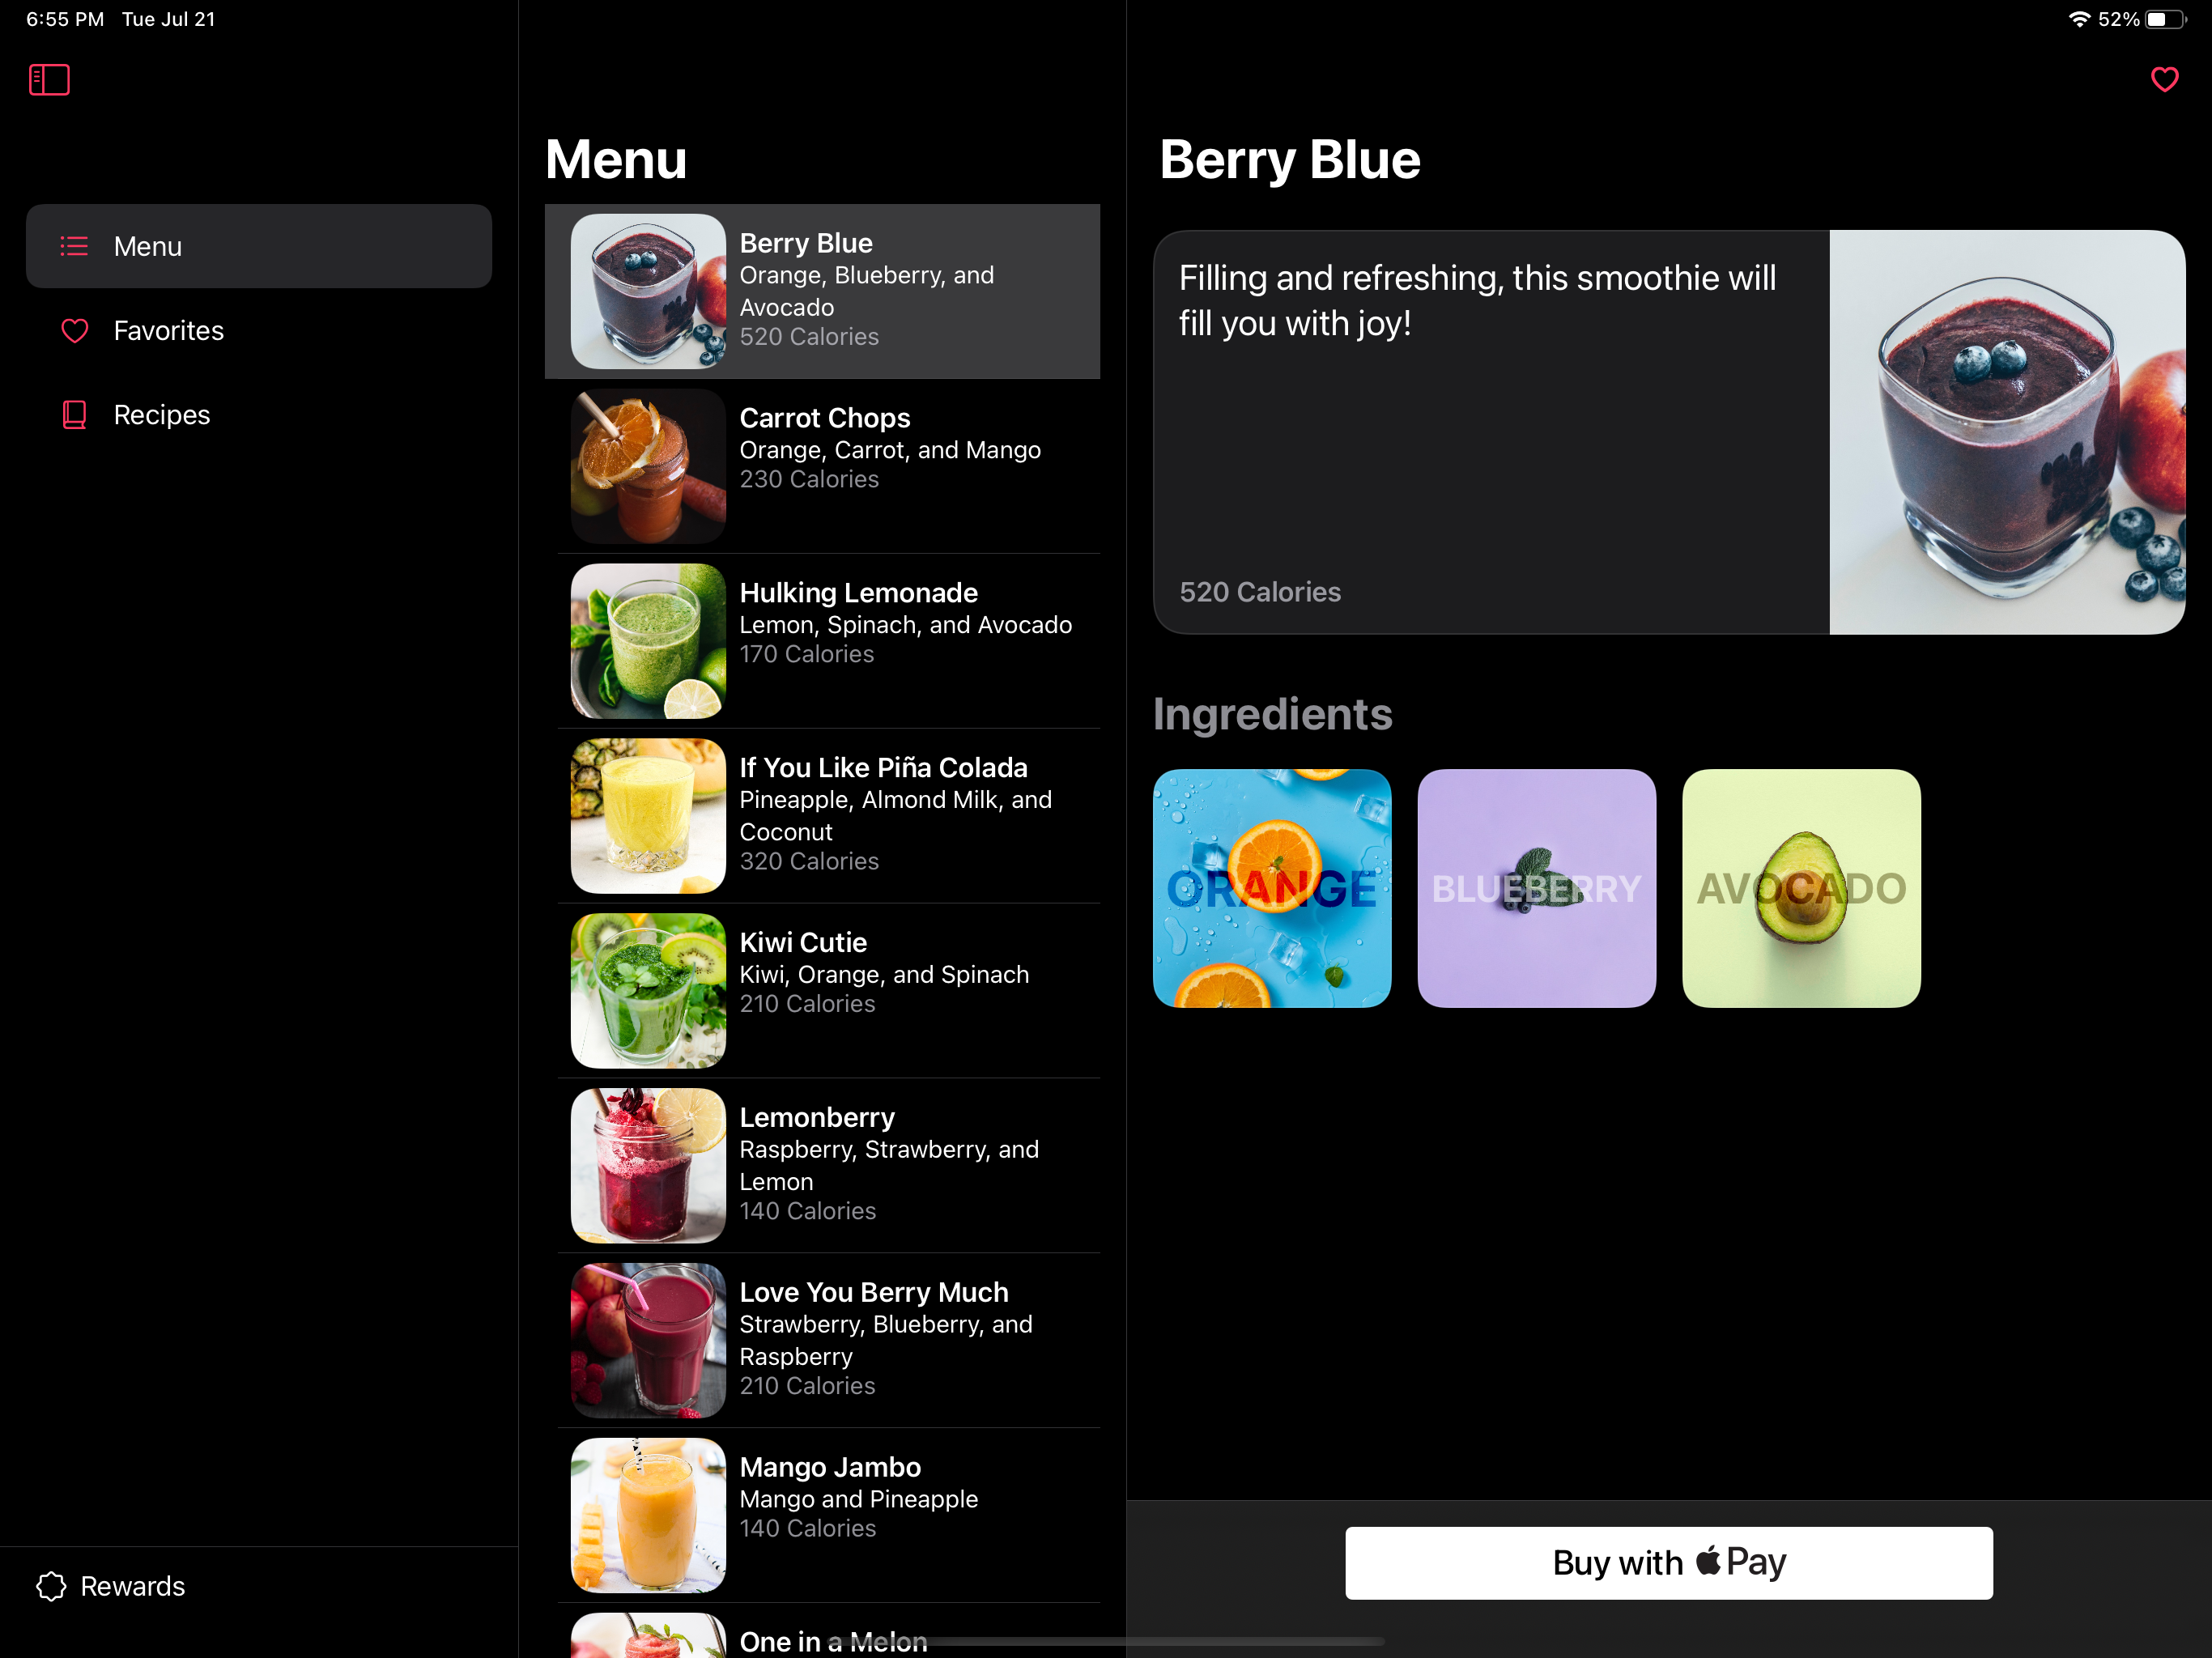 6:55 PM Tue Jul 21
52%
Menu
Favorites
Recipes
Rewards
Menu
Berry Blue
Orange, Blueberry, and
Avocado
520 Calories
Carrot Chops
Orange, Carrot, and Mango
230 Calories
Hulking Lemonade
Lemon, Spinach, and Avocado
170 Calories
If You Like Piña Colada
Pineapple, Almond Milk, and
Coconut
320 Calories
Kiwi Cutie
Kiwi, Orange, and Spinach
210 Calories
Lemonberry
Raspberry, Strawberry, and
Lemon
140 Calories
Love You Berry Much
Strawberry, Blueberry, and
Raspberry
210 Calories
Mango Jambo
Mango and Pineapple
140 Calories
One in a Melon
Berry Blue
Filling and refreshing, this smoothie will
fill you with joy!
520 Calories
Ingredients
ORANGE
BLUEBERRY
AVOCADO
Buy with Pay